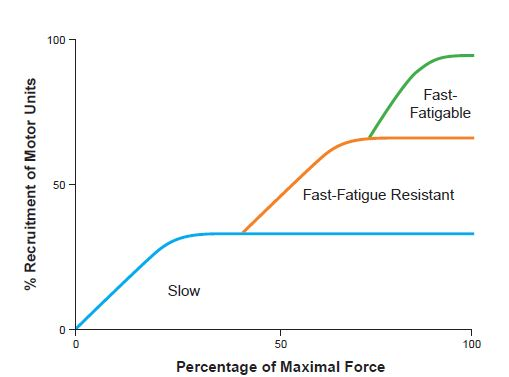 100
Fast-
Fatigable
% Recruitment of Motor Units
50
Fast-Fatigue Resistant
Slow
0
0
50
100
Percentage of Maximal Force